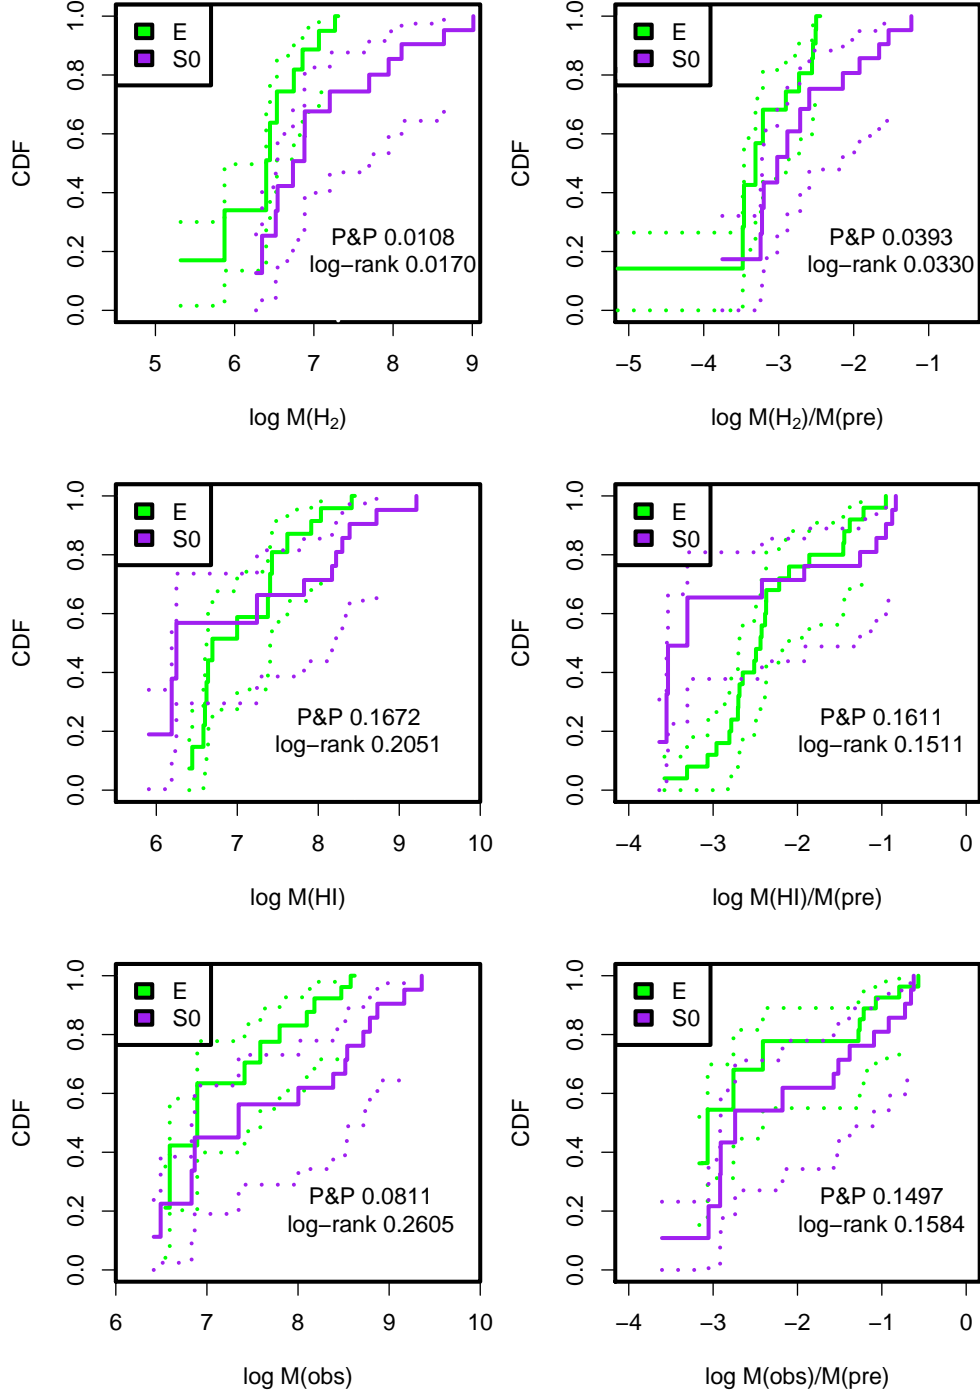 E
S0
CDF
0.0 0.2 0.4 0.6 0.8 1.0
P&P 0.0108
log−rank 0.0170
5 6 7 8 9
log M(H₂)
E
S0
CDF
0.0 0.2 0.4 0.6 0.8 1.0
P&P 0.0393
log−rank 0.0330
−5 −4 −3 −2 −1
log M(H₂)/M(pre)
E
S0
CDF
0.0 0.2 0.4 0.6 0.8 1.0
P&P 0.1672
log−rank 0.2051
6 7 8 9 10
log M(HI)
E
S0
CDF
0.0 0.2 0.4 0.6 0.8 1.0
P&P 0.1611
log−rank 0.1511
−4 −3 −2 −1 0
log M(HI)/M(pre)
E
S0
CDF
0.0 0.2 0.4 0.6 0.8 1.0
P&P 0.0811
log−rank 0.2605
6 7 8 9 10
log M(obs)
E
S0
CDF
0.0 0.2 0.4 0.6 0.8 1.0
P&P 0.1497
log−rank 0.1584
−4 −3 −2 −1 0
log M(obs)/M(pre)